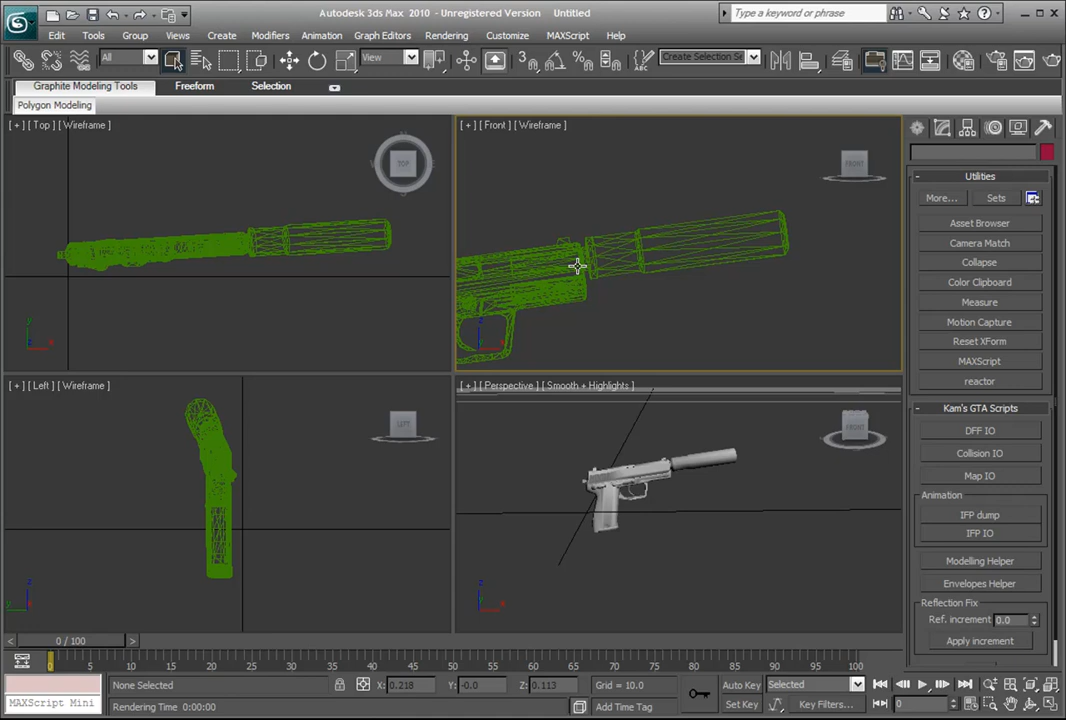 Autodesk 3ds Max 2010 - Unregistered Version Untitled
Type a keyword or phrase
Edit Tools Group Views Create Modifiers Animation Graph Editors Rendering Customize MAXScript Help
All
View
3
Create Selection Se
Graphite Modeling Tools Freeform Selection
Polygon Modeling
[ + ] [ Top ] [ Wireframe ]
TOP
[ + ] [ Front ] [ Wireframe ]
FRONT
[ + ] [ Left ] [ Wireframe ]
LEFT
[ + ] [ Perspective ] [ Smooth + Highlights ]
FRONT
Utilities
More... Sets
Asset Browser
Camera Match
Collapse
Color Clipboard
Measure
Motion Capture
Reset XForm
MAXScript
reactor
Kam's GTA Scripts
DFF IO
Collision IO
Map IO
Animation
IFP dump
IFP IO
Modelling Helper
Envelopes Helper
Reflection Fix
Ref. increment 0.0
Apply increment
< 0 / 100 >
0 5 10 15 20 25 30 35 40 45 50 55 60 65 70 75 80 85 90 95 100
None Selected X: 0.218 Y: -0.0 Z: 0.113 Grid = 10.0 Auto Key Selected
MAXScript Mini Rendering Time 0:00:00 Add Time Tag Set Key Key Filters... 0